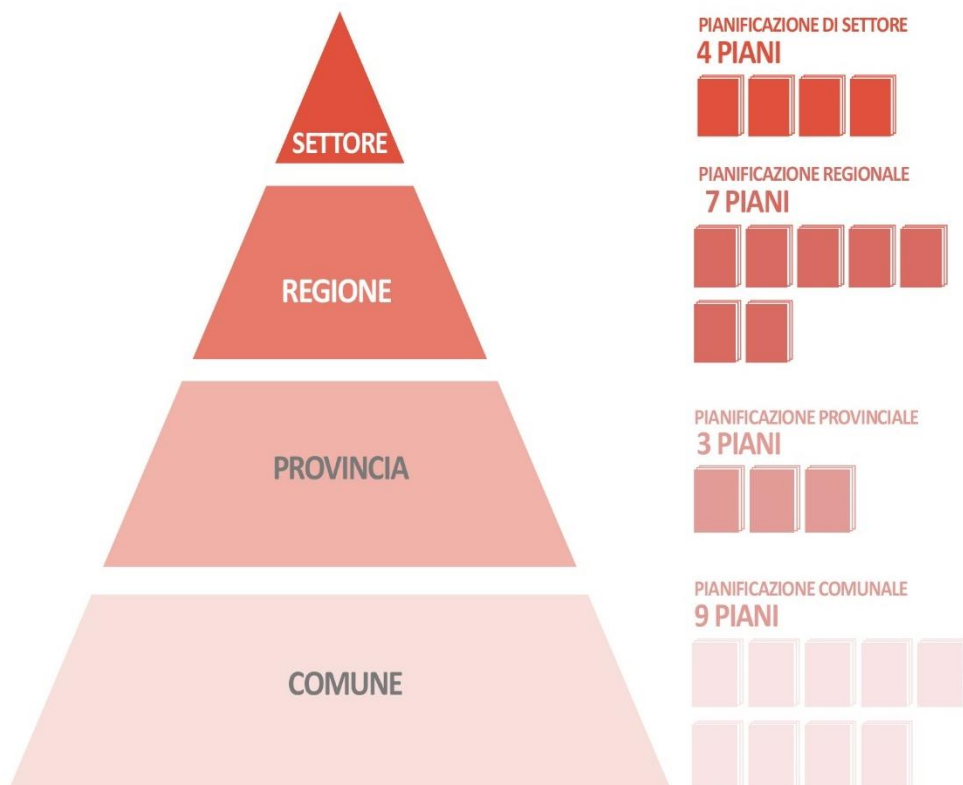 SETTORE
REGIONE
PROVINCIA
COMUNE
PIANIFICAZIONE DI SETTORE
4 PIANI
PIANIFICAZIONE REGIONALE
7 PIANI
PIANIFICAZIONE PROVINCIALE
3 PIANI
PIANIFICAZIONE COMUNALE
9 PIANI